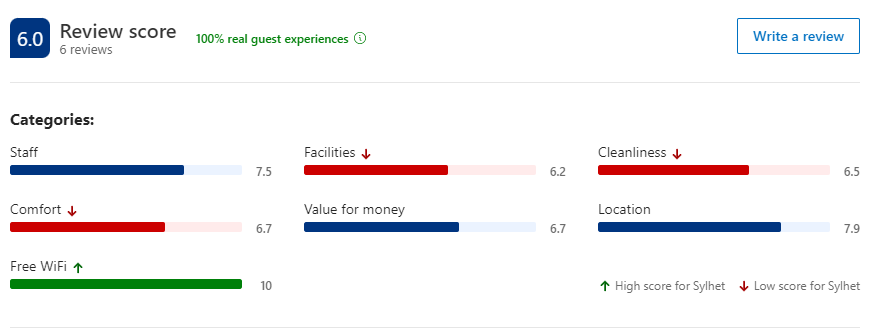 6.0 Review score
6 reviews
100% real guest experiences
Write a review
Categories:
Staff
7.5
Facilities ↓
6.2
Cleanliness ↓
6.5
Comfort ↓
6.7
Value for money
6.7
Location
7.9
Free WiFi ↑
10
↑ High score for Sylhet ↓ Low score for Sylhet